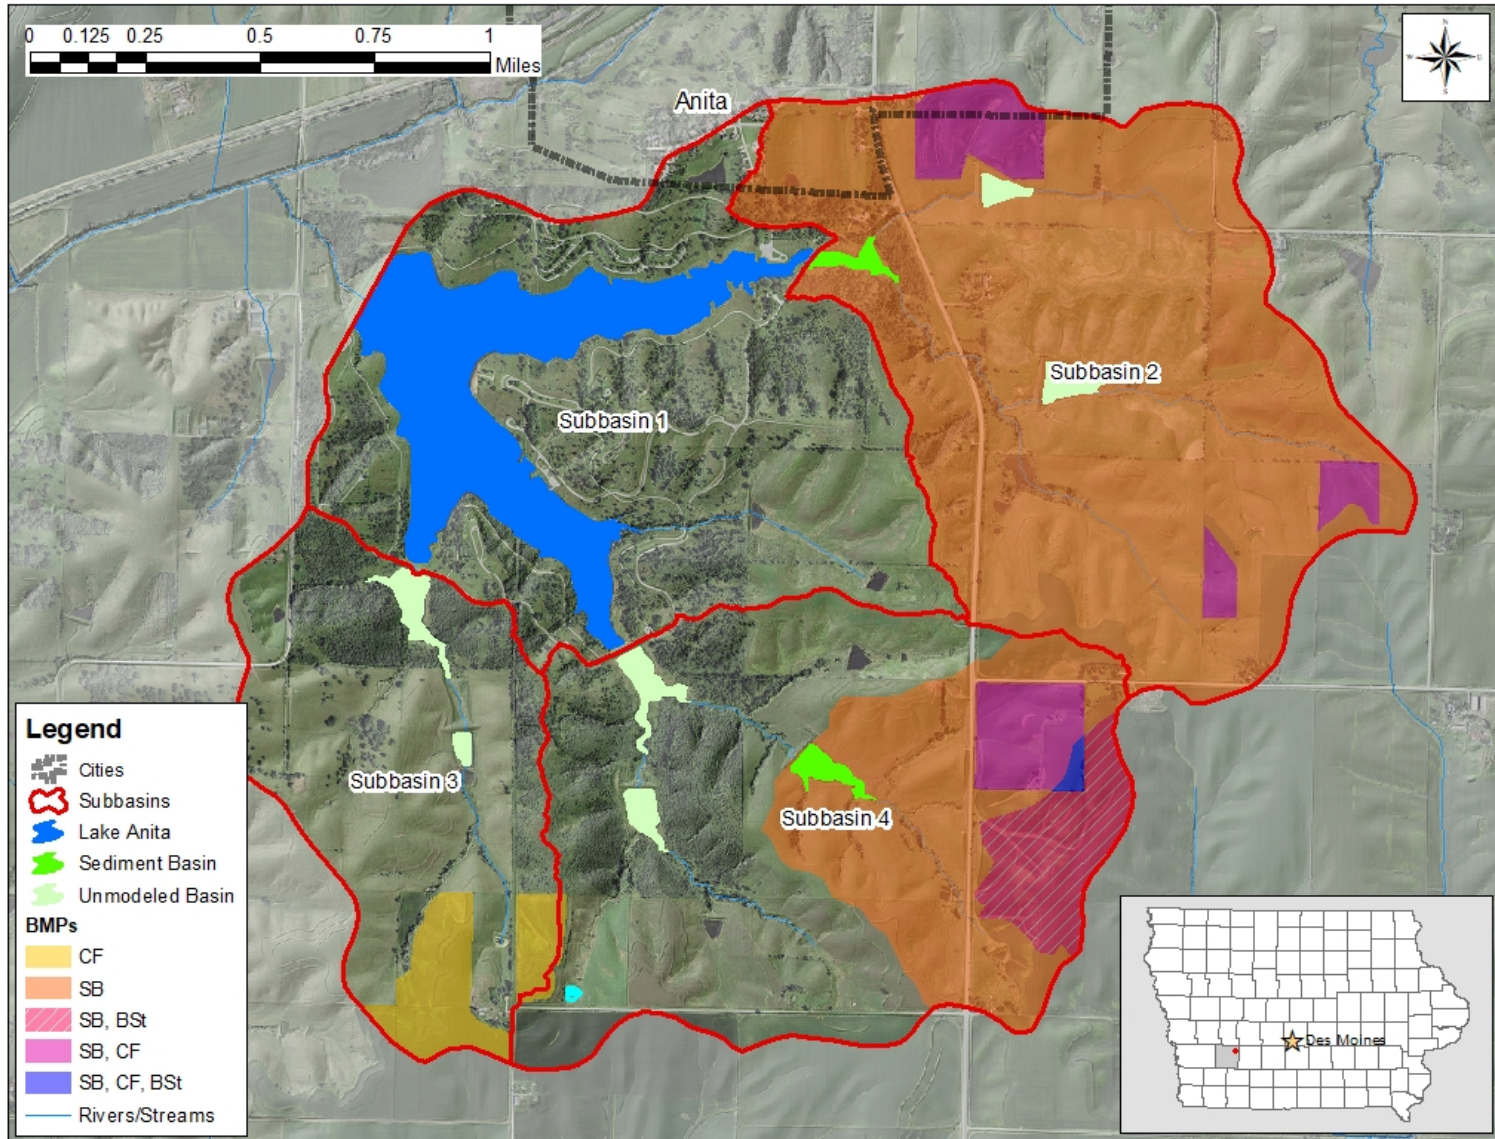 0 0.125 0.25 0.5 0.75 1
Miles
N
W
S
Anita
Subbasin 2
Subbasin 1
Subbasin 3
Subbasin 4
Legend
Cities
Subbasins
Lake Anita
Sediment Basin
Unmodeled Basin
BMPs
CF
SB
SB, BSt
SB, CF
SB, CF, BSt
Rivers/Streams
Des Moines